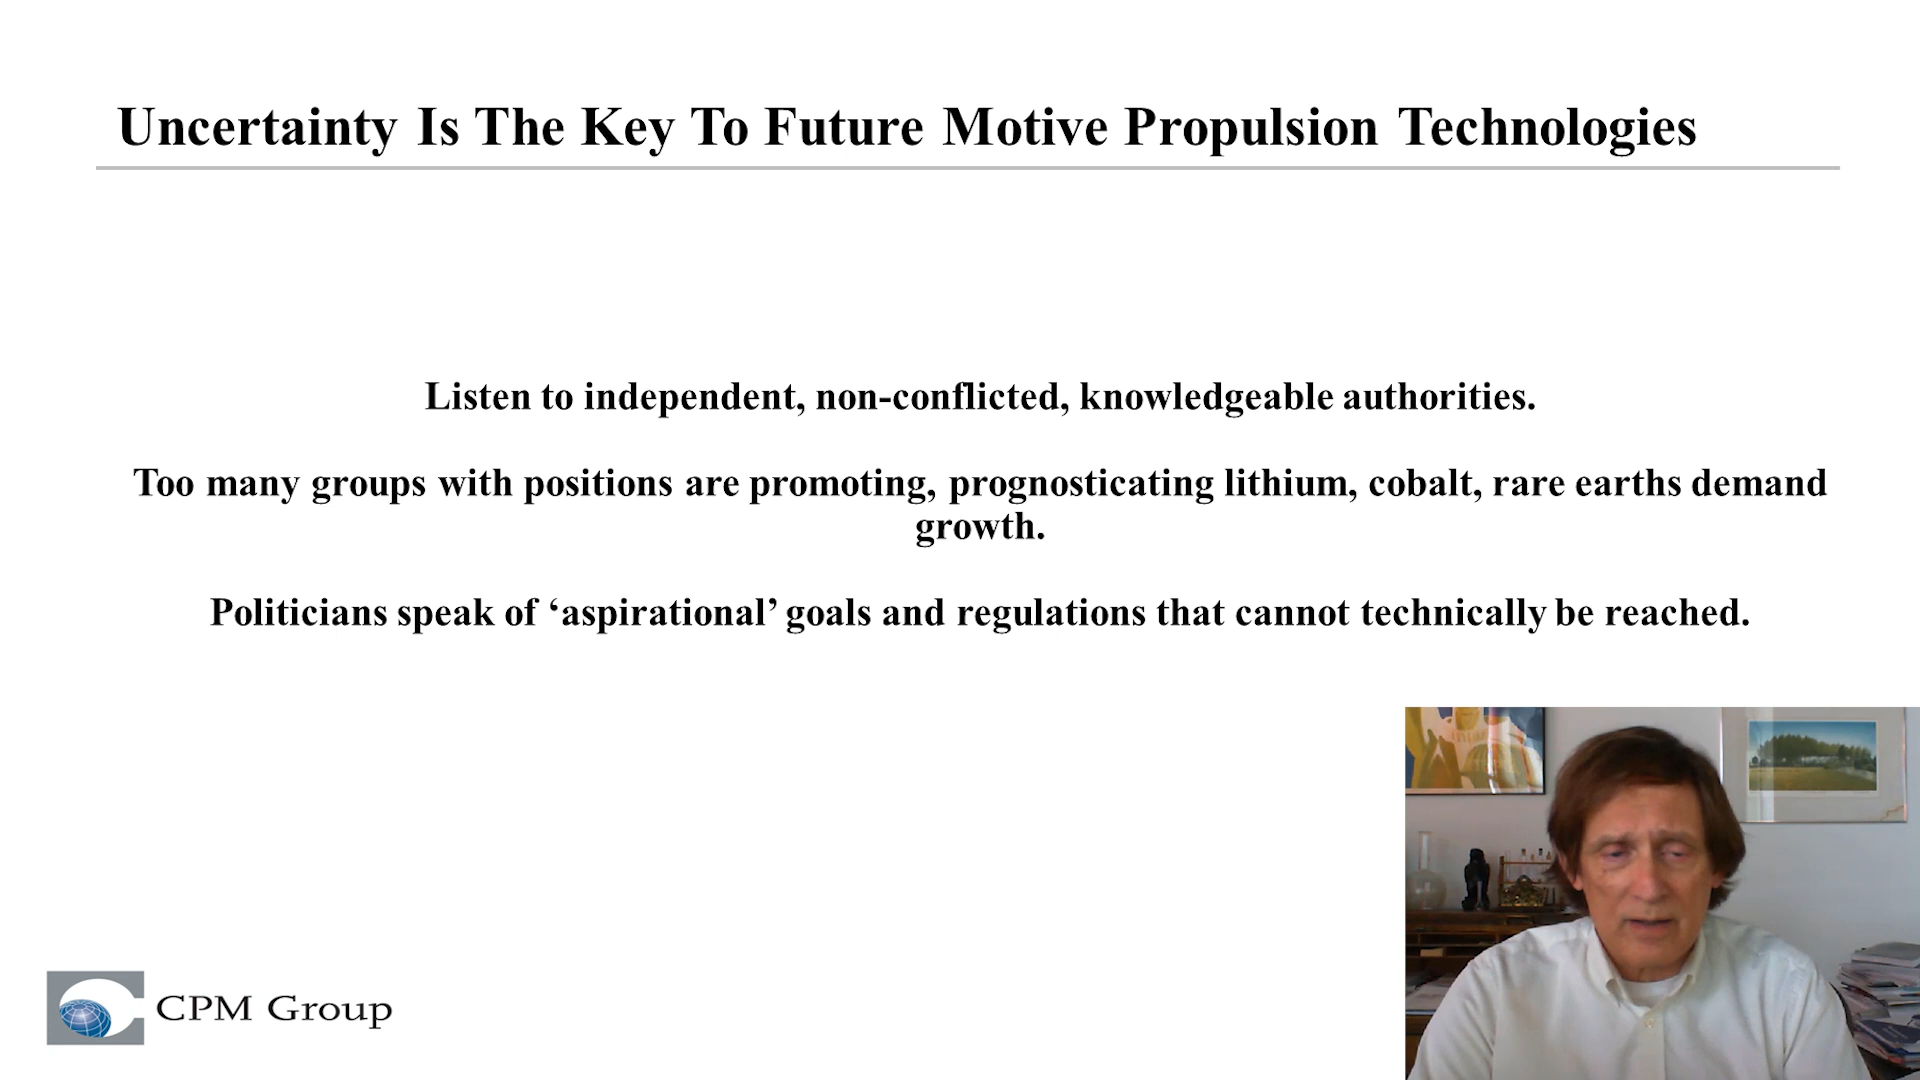 Uncertainty Is The Key To Future Motive Propulsion Technologies
Listen to independent, non-conflicted, knowledgeable authorities.
Too many groups with positions are promoting, prognosticating lithium, cobalt, rare earths demand
growth.
Politicians speak of ‘aspirational’ goals and regulations that cannot technically be reached.
CPM Group